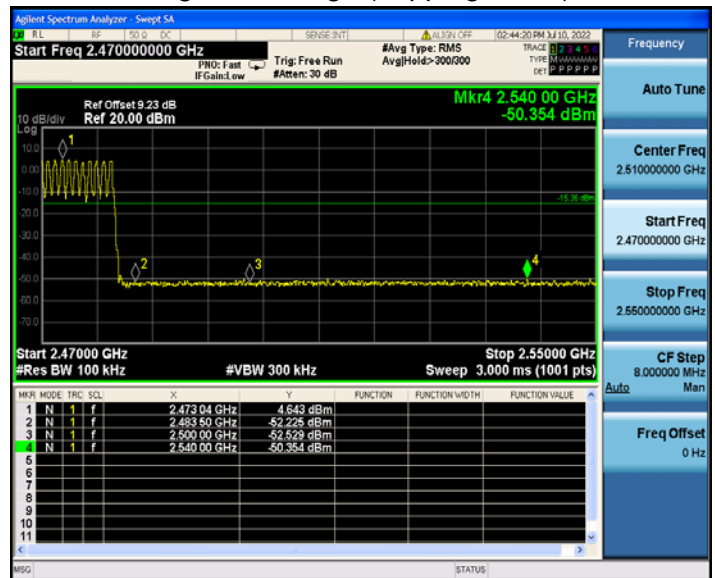 Agilent Spectrum Analyzer - Swept SA
RL RF 50 Ω DC SENSE:INT ALIGN OFF 02:44:20 PM Jul 10, 2022
Start Freq 2.470000000 GHz
PNO: Fast
IFGain:Low
Trig: Free Run
#Atten: 30 dB
#Avg Type: RMS
Avg|Hold:>300/300
TRACE 1 2 3 4 5 6
TYPE M
DET P P P P P P
Ref Offset 9.23 dB
Ref 20.00 dBm
10 dB/div
Log
Mkr4 2.540 00 GHz
-50.354 dBm
10.0
0.00
-10.0
-20.0
-30.0
-40.0
-50.0
-60.0
-70.0
1
2
3
4
-15.36 dBm
Start 2.47000 GHz
Stop 2.55000 GHz
#Res BW 100 kHz
#VBW 300 kHz
Sweep 3.000 ms (1001 pts)
MKR MODE TRC SCL X Y FUNCTION FUNCTION WIDTH FUNCTION VALUE
1 N 1 f 2.473 04 GHz 4.643 dBm
2 N 1 f 2.483 50 GHz -52.225 dBm
3 N 1 f 2.500 00 GHz -52.529 dBm
4 N 1 f 2.540 00 GHz -50.354 dBm
5
6
7
8
9
10
11
MSG
STATUS
Frequency
Auto Tune
Center Freq
2.510000000 GHz
Start Freq
2.470000000 GHz
Stop Freq
2.550000000 GHz
CF Step
8.000000 MHz
Auto Man
Freq Offset
0 Hz